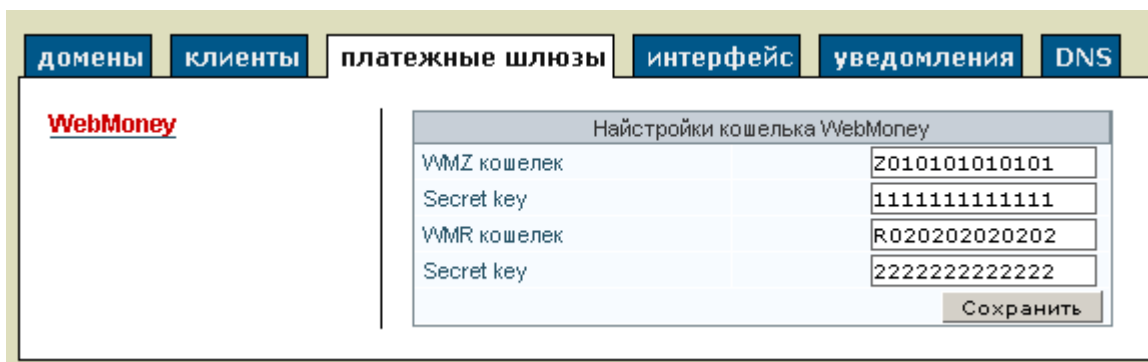 домены клиенты платежные шлюзы интерфейс уведомления DNS
WebMoney
Найстройки кошелька WebMoney
WMZ кошелек Z010101010101
Secret key 1111111111111
WMR кошелек R020202020202
Secret key 2222222222222
Сохранить